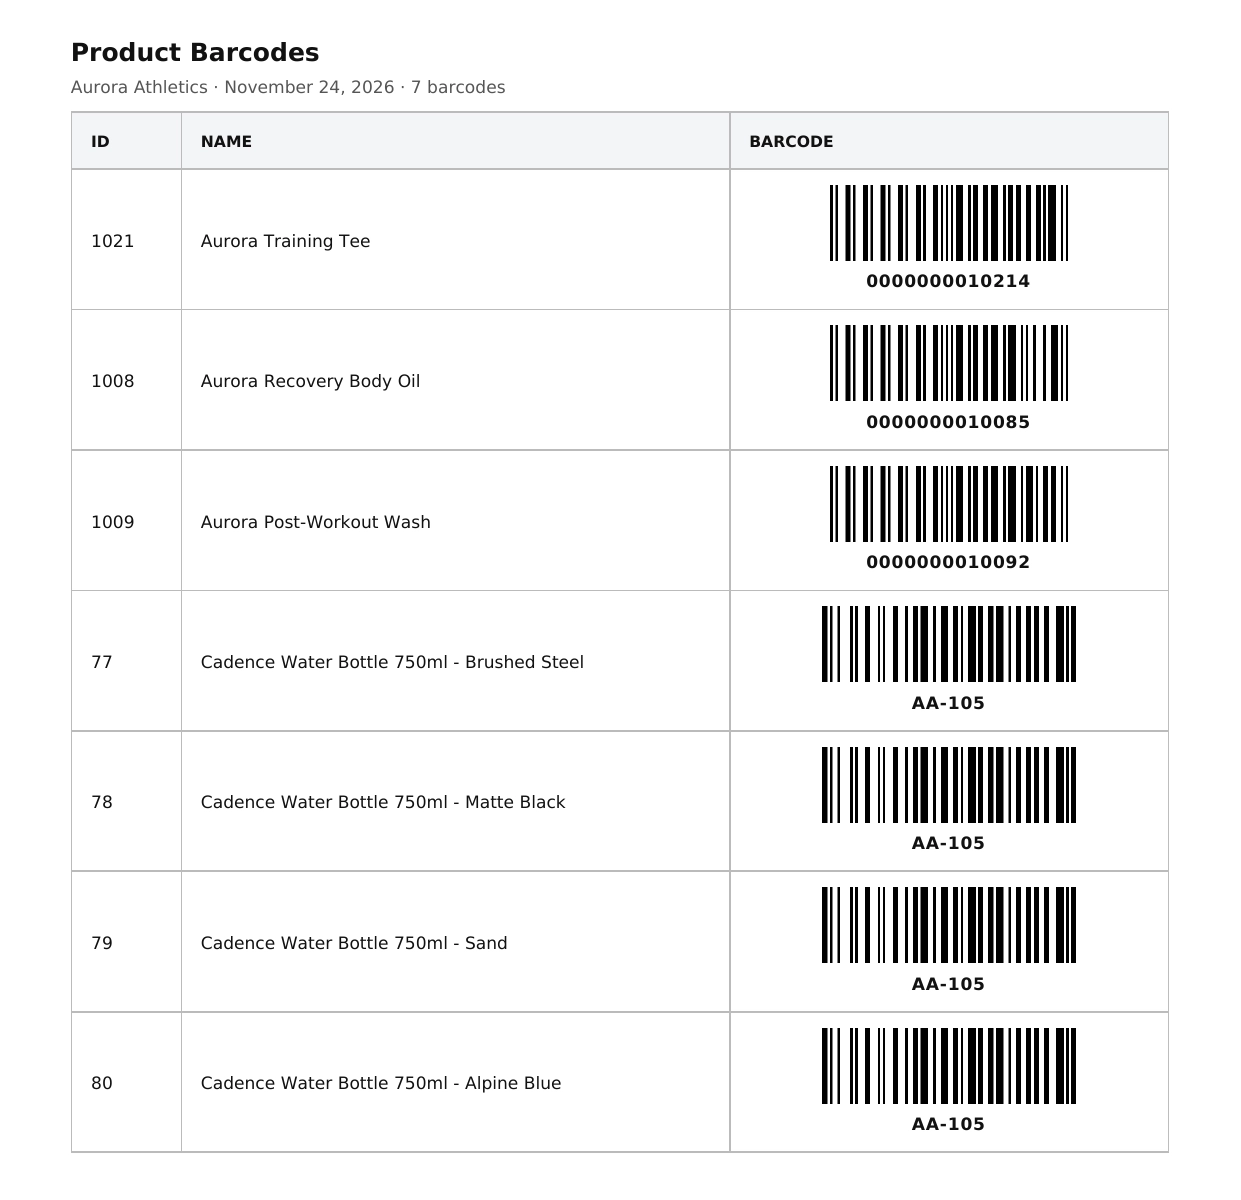 Product Barcodes
Aurora Athletics · November 24, 2026 · 7 barcodes
ID NAME BARCODE
1021 Aurora Training Tee
0000000010214
1008 Aurora Recovery Body Oil
0000000010085
1009 Aurora Post-Workout Wash
0000000010092
77 Cadence Water Bottle 750ml - Brushed Steel
AA-105
78 Cadence Water Bottle 750ml - Matte Black
AA-105
79 Cadence Water Bottle 750ml - Sand
AA-105
80 Cadence Water Bottle 750ml - Alpine Blue
AA-105